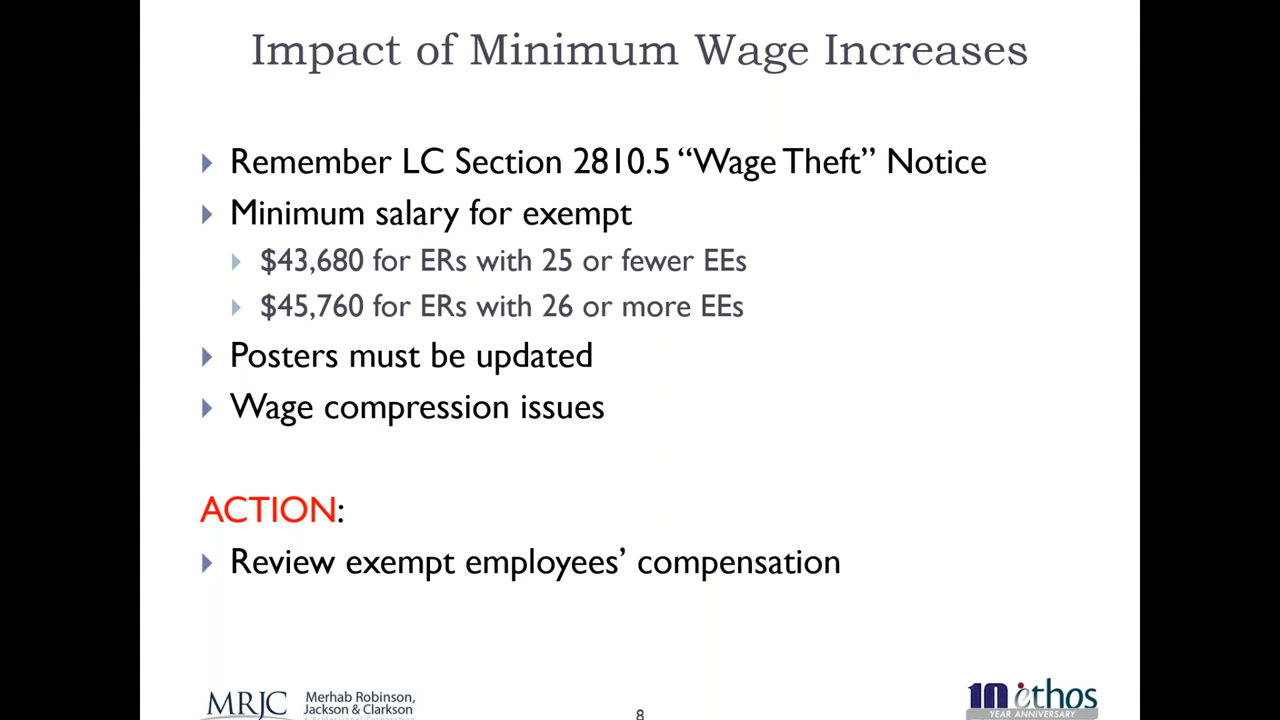 Impact of Minimum Wage Increases
Remember LC Section 2810.5 “Wage Theft” Notice
Minimum salary for exempt
$43,680 for ERs with 25 or fewer EEs
$45,760 for ERs with 26 or more EEs
Posters must be updated
Wage compression issues
ACTION:
Review exempt employees’ compensation
MRJC
Merhab Robinson,
Jackson & Clarkson
A Professional Corporation
8
10 ethos
YEAR ANNIVERSARY